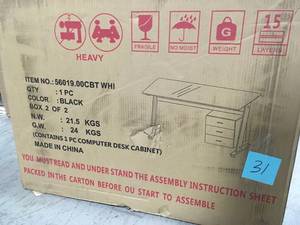 HEAVY
FRAGILE
NO MOIST
G
WEIGHT
15
LAYERS
ITEM NO.:56019.00CBT WHI
QTY : 1 PC
COLOR : BLACK
BOX 2 OF 2
N.W. : 21.5 KGS
G.W. : 24 KGS
(CONTAINS 1 PC COMPUTER DESK CABINET)
MADE IN CHINA
31
YOU MUST READ AND UNDER STAND THE ASSEMBLY INSTRUCTION SHEET
PACKED IN THE CARTON BEFORE OU START TO ASSEMBLE